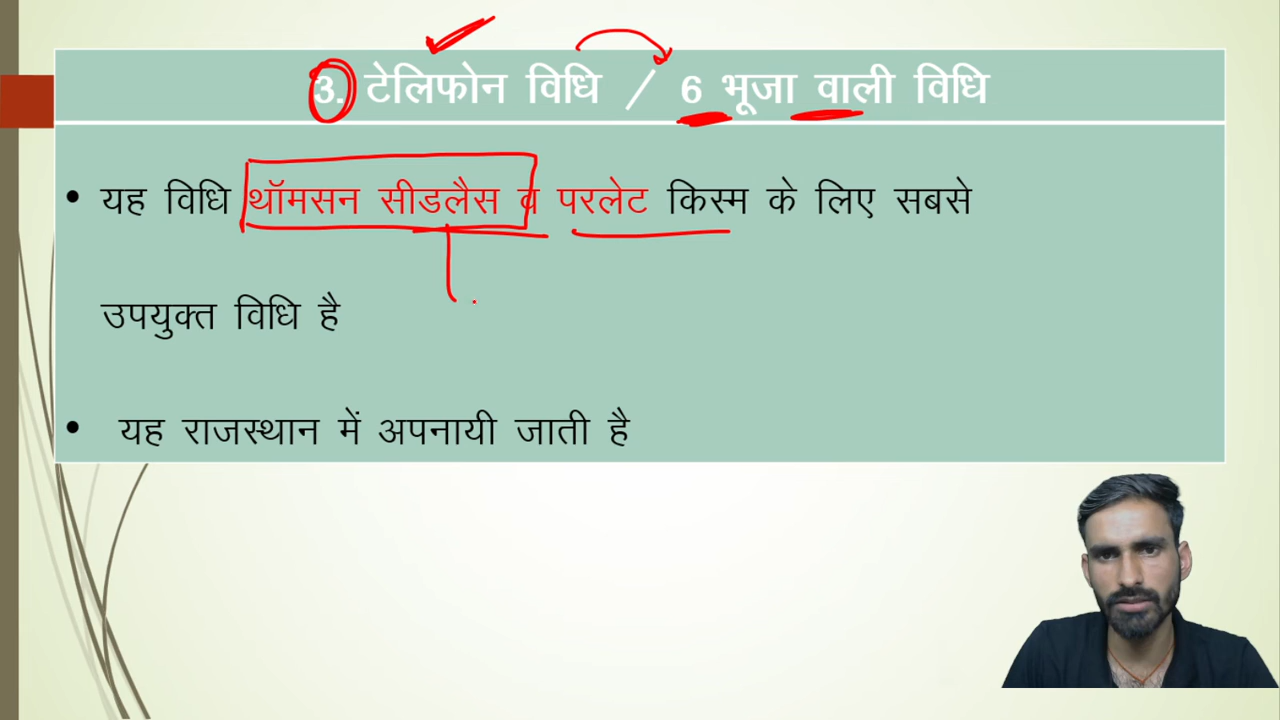 3. टेलिफोन विधि / 6 भूजा वाली विधि
• यह विधि थॉमसन सीडलैस व परलेट किस्म के लिए सबसे
उपयुक्त विधि है
• यह राजस्थान में अपनायी जाती है